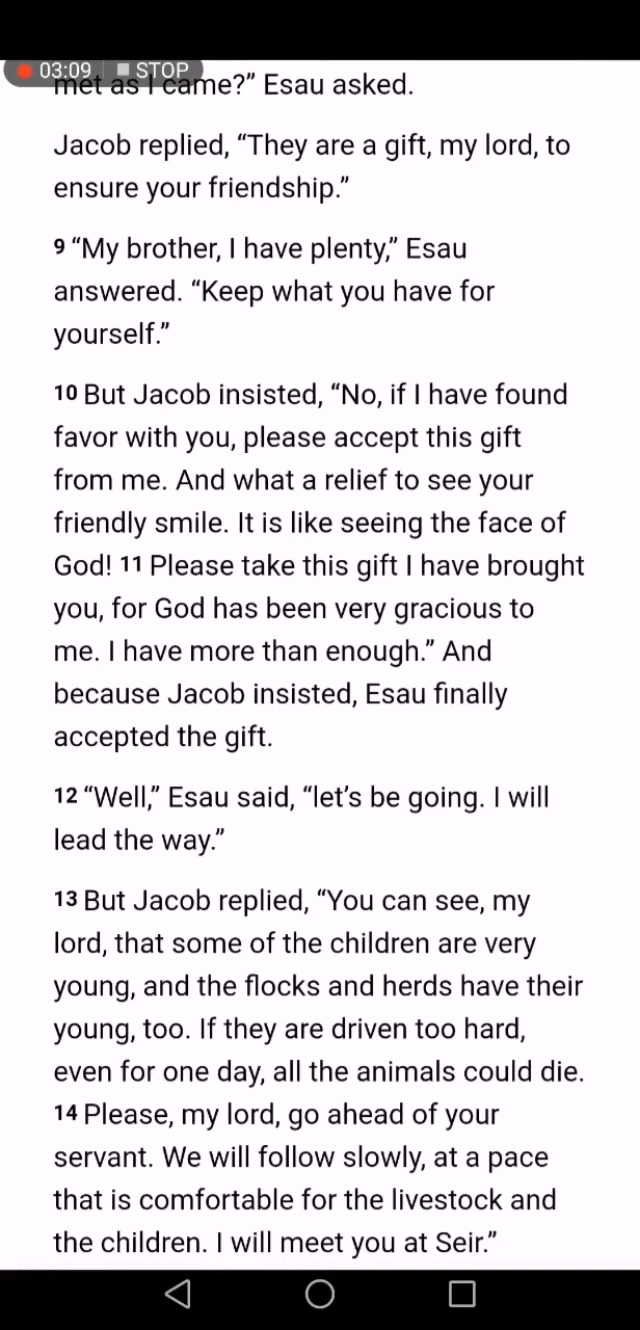 03:09 STOP
met as I came?” Esau asked.
Jacob replied, “They are a gift, my lord, to
ensure your friendship.”
9 “My brother, I have plenty,” Esau
answered. “Keep what you have for
yourself.”
10 But Jacob insisted, “No, if I have found
favor with you, please accept this gift
from me. And what a relief to see your
friendly smile. It is like seeing the face of
God! 11 Please take this gift I have brought
you, for God has been very gracious to
me. I have more than enough.” And
because Jacob insisted, Esau finally
accepted the gift.
12 “Well,” Esau said, “let’s be going. I will
lead the way.”
13 But Jacob replied, “You can see, my
lord, that some of the children are very
young, and the flocks and herds have their
young, too. If they are driven too hard,
even for one day, all the animals could die.
14 Please, my lord, go ahead of your
servant. We will follow slowly, at a pace
that is comfortable for the livestock and
the children. I will meet you at Seir.”